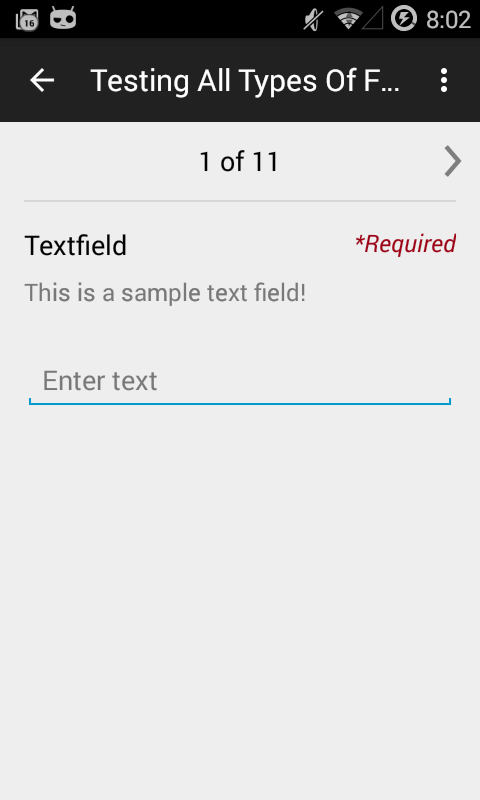 16
8:02
Testing All Types Of F...
1 of 11
Textfield
*Required
This is a sample text field!
Enter text